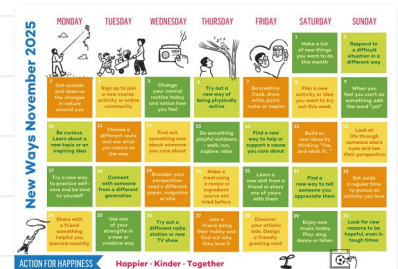 New Ways November 2025
MONDAY
TUESDAY
WEDNESDAY
THURSDAY
FRIDAY
SATURDAY
SUNDAY
1
Make a list
of new things
you want to do
this month
2
Respond to a
difficult
situation in a
different way
3
Get outside
and observe
the changes
in nature
around you
4
Sign up to join
a new course,
activity or online
community
5
Change your
normal
routine today
and notice how
you feel
6
Try out a
new way of
being physically
active
7
Be creative.
Cook, draw,
write, paint,
make or inspire
8
Plan a new
activity or idea
you want to try
out this week
9
When you
feel you can't do
something, add
the word "yet"
10
Be curious.
Learn about a
new topic or an
inspiring idea
11
Choose a
different route
and see what
you notice on
the way
12
Find out
something new
about someone
you care about
13
Do something
playful outdoors
- walk, run,
explore, relax
14
Find a new
way to help or
support a cause
you care about
15
Build on
new ideas by
thinking "Yes,
and what if..."
16
Look at
life through
someone else's
eyes and see
their perspective
17
Try a new way
to practice self-
care and be kind
to yourself
18
Connect with
someone from a
different
generation
19
Broaden your
perspective:
read a different
paper, magazine
or site
20
Make a
meal using
a recipe or
ingredient
you've not
tried before
21
Learn a
new skill from
a friend or share
one of yours
with them
22
Find a
new way to tell
someone you
appreciate them
23
Set aside
a regular time
to pursue an
activity you love
24
Share with
a friend
something
helpful you
learned recently
25
Use one of
your strengths
in a new or
creative way
26
Try out a
different radio
station or new
TV show
27
Join a
friend doing
their hobby and
find out why
they love it
28
Discover your
artistic side.
Design a friendly
greeting card
29
Enjoy new
music today.
Play, sing,
dance or listen
30
Look for new
reasons to be
hopeful, even in
tough times
ACTION FOR HAPPINESS
Happier · Kinder · Together